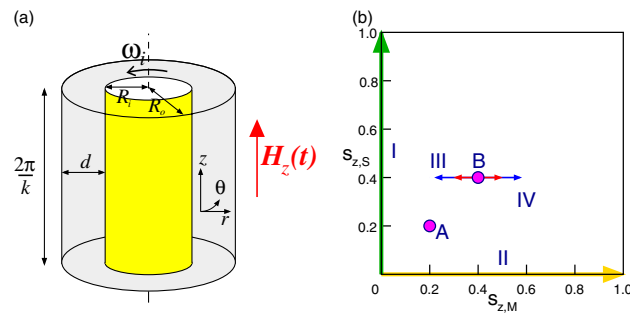 (a)
ω_i
R_i
R_o
2π
k
d
z
θ
r
H_z(t)
(b)
1.0
0.8
0.6
s_z,S
0.4
0.2
I
III
B
IV
A
II
0
0.2
0.4
0.6
0.8
1.0
s_z,M